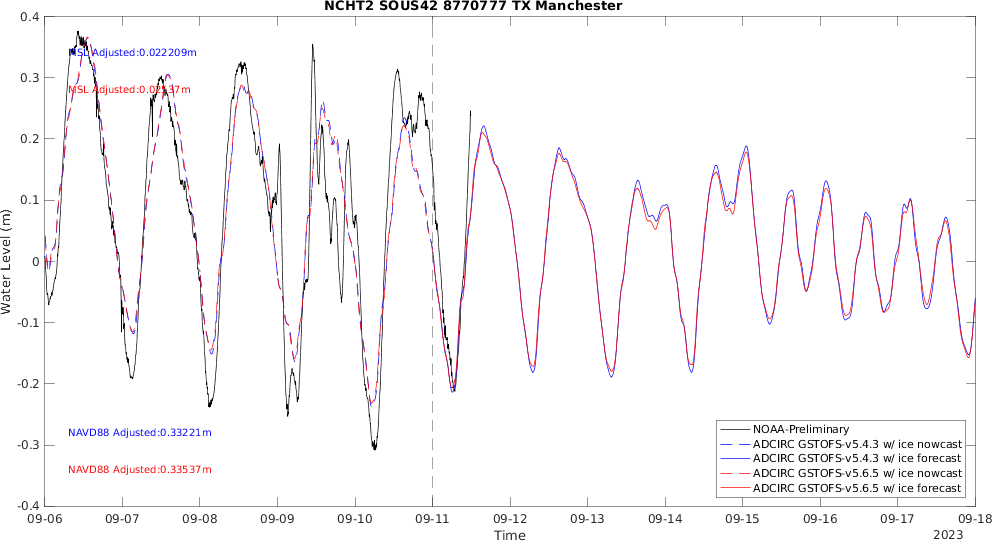 NCHT2 SOUS42 8770777 TX Manchester
0.4
0.3
0.2
0.1
0
-0.1
-0.2
-0.3
-0.4
Water Level (m)
MSL Adjusted:0.022209m
MSL Adjusted:0.02537m
NAVD88 Adjusted:0.33221m
NAVD88 Adjusted:0.33537m
NOAA-Preliminary
ADCIRC GSTOFS-v5.4.3 w/ ice nowcast
ADCIRC GSTOFS-v5.4.3 w/ ice forecast
ADCIRC GSTOFS-v5.6.5 w/ ice nowcast
ADCIRC GSTOFS-v5.6.5 w/ ice forecast
09-06 09-07 09-08 09-09 09-10 09-11 09-12 09-13 09-14 09-15 09-16 09-17 09-18
Time
2023